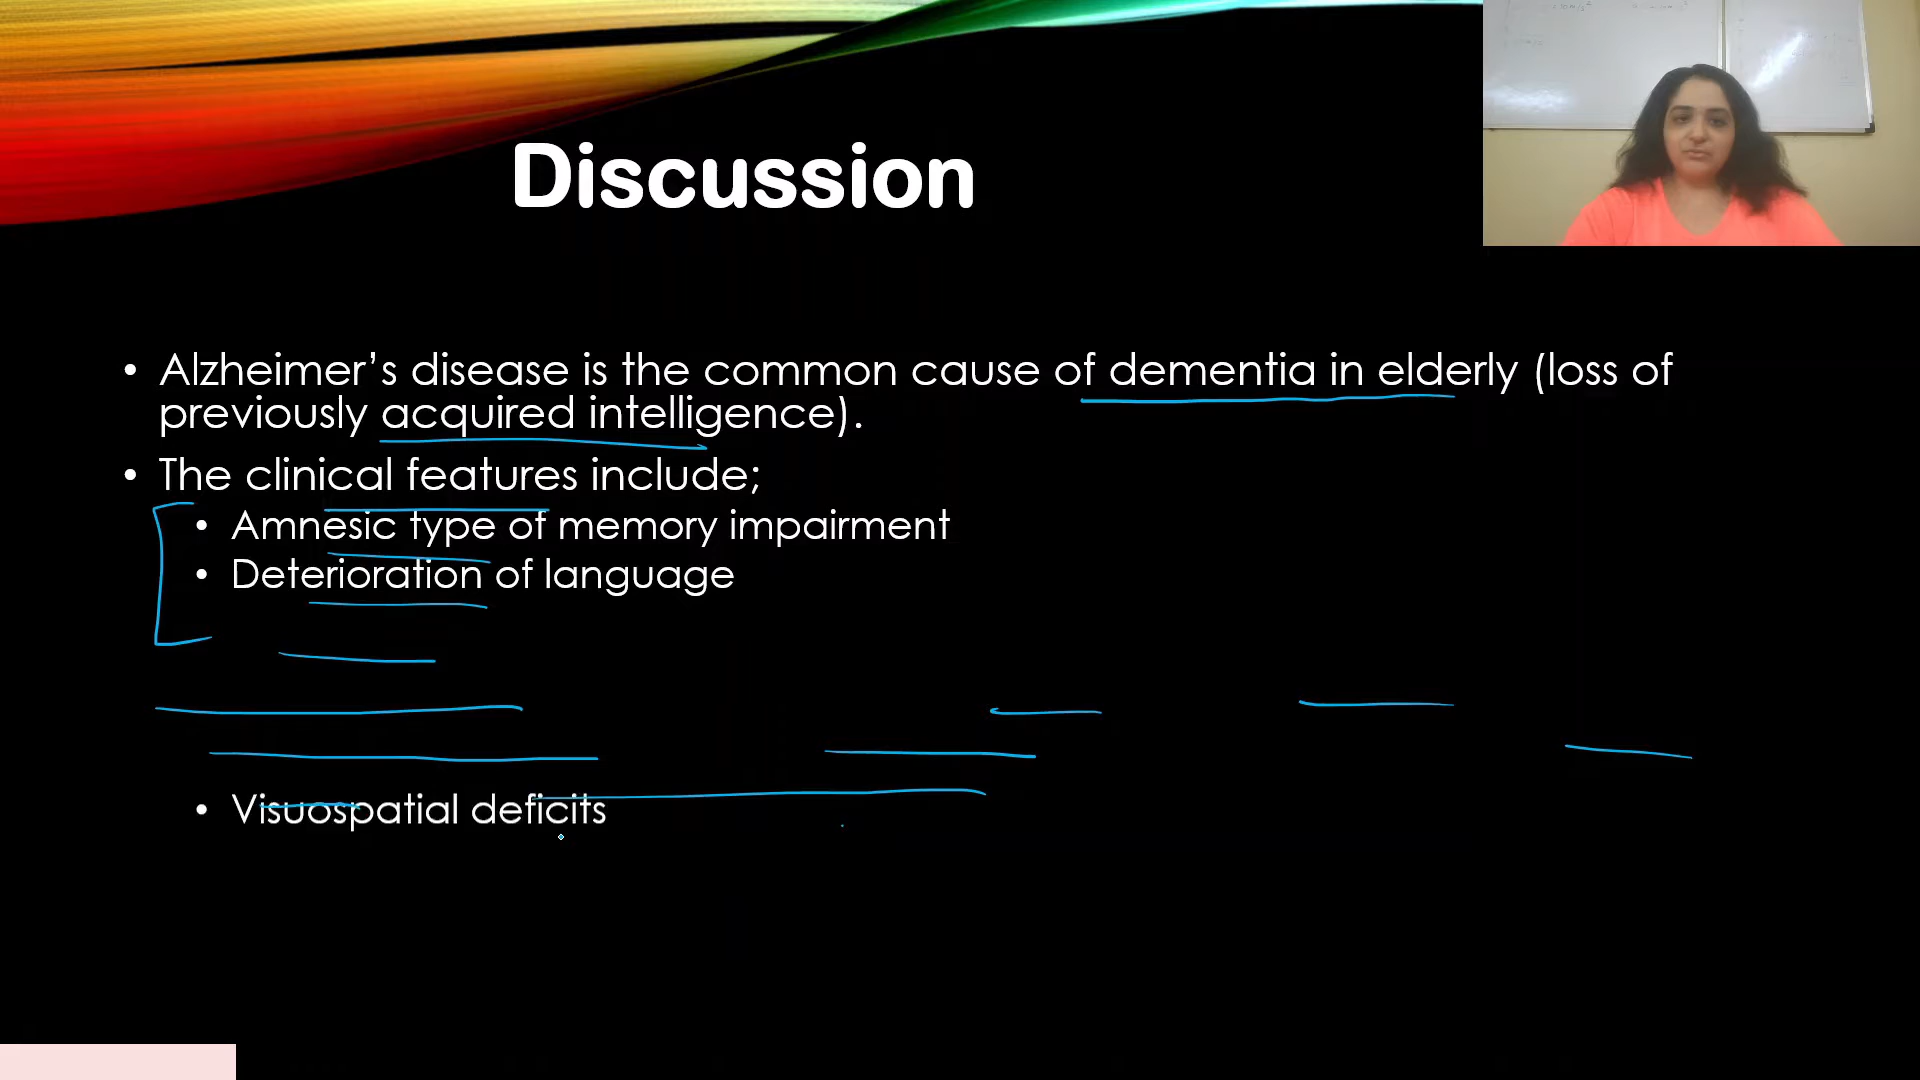 Discussion
• Alzheimer’s disease is the common cause of dementia in elderly (loss of
previously acquired intelligence).
• The clinical features include;
• Amnesic type of memory impairment
• Deterioration of language
• Visuospatial deficits